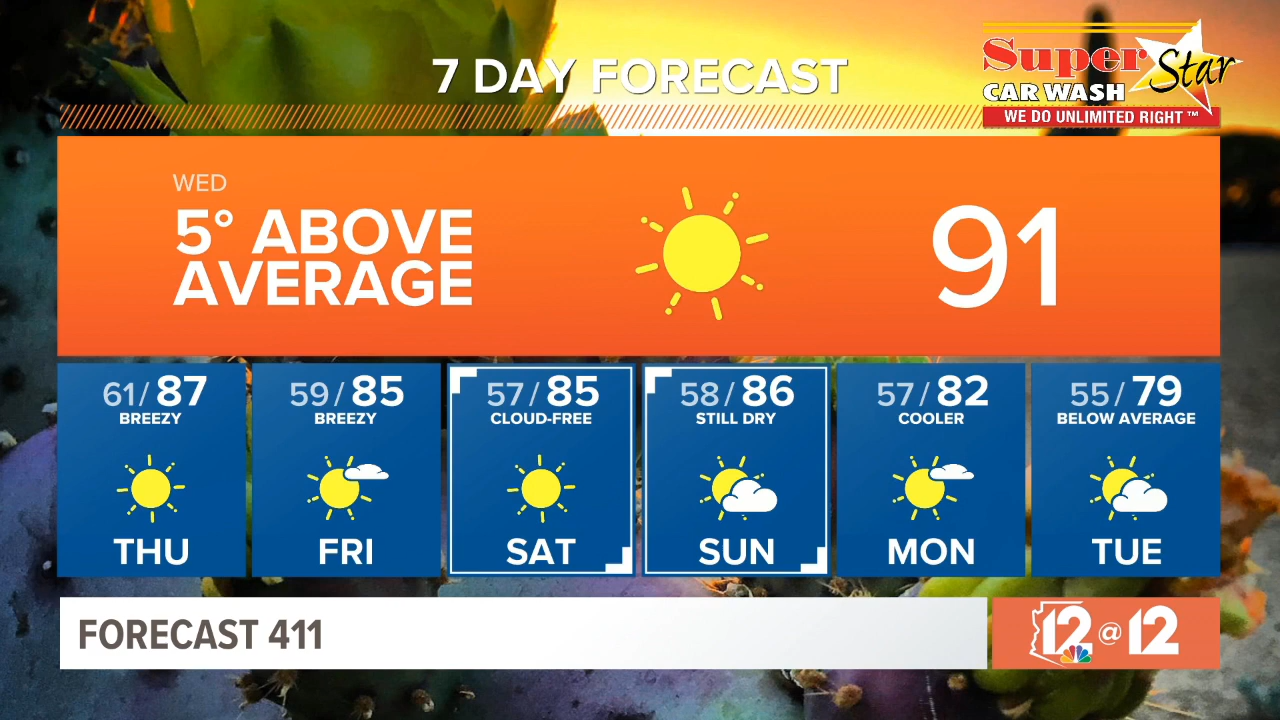 7 DAY FORECAST
Super Star
CAR WASH
WE DO UNLIMITED RIGHT ™
WED
5° ABOVE
AVERAGE
91
61/87
BREEZY
THU
59/85
BREEZY
FRI
57/85
CLOUD-FREE
SAT
58/86
STILL DRY
SUN
57/82
COOLER
MON
55/79
BELOW AVERAGE
TUE
FORECAST 411
12 @ 12